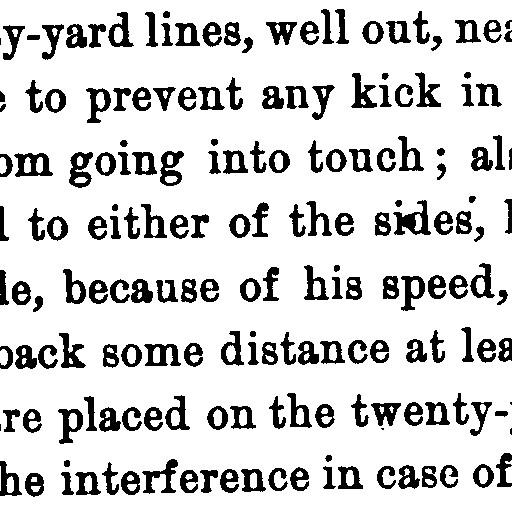 y-yard lines, well out, nea
e to prevent any kick in
om going into touch; als
l to either of the sides,
le, because of his speed,
back some distance at lea
re placed on the twenty-
he interference in case of